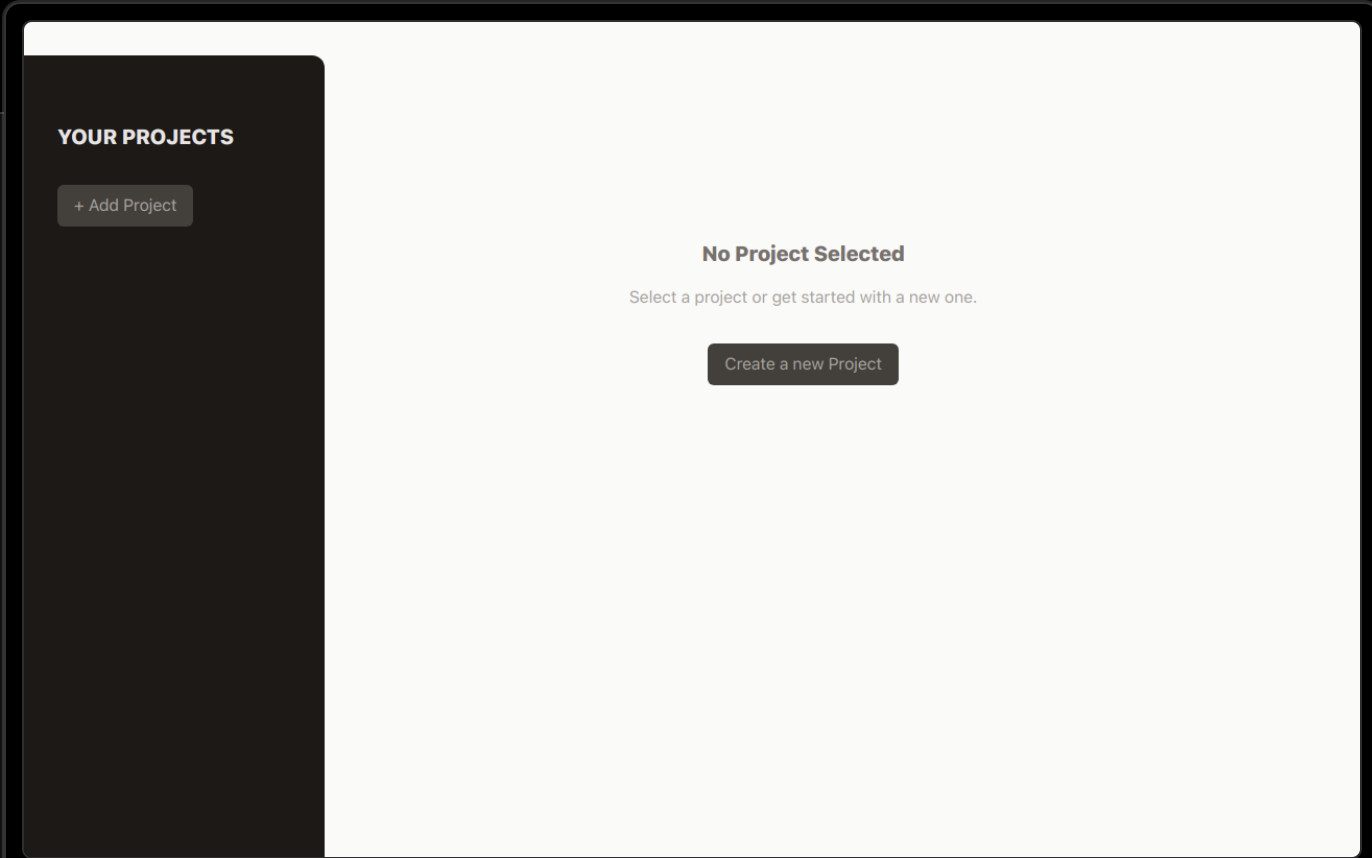 YOUR PROJECTS
+ Add Project
No Project Selected
Select a project or get started with a new one.
Create a new Project